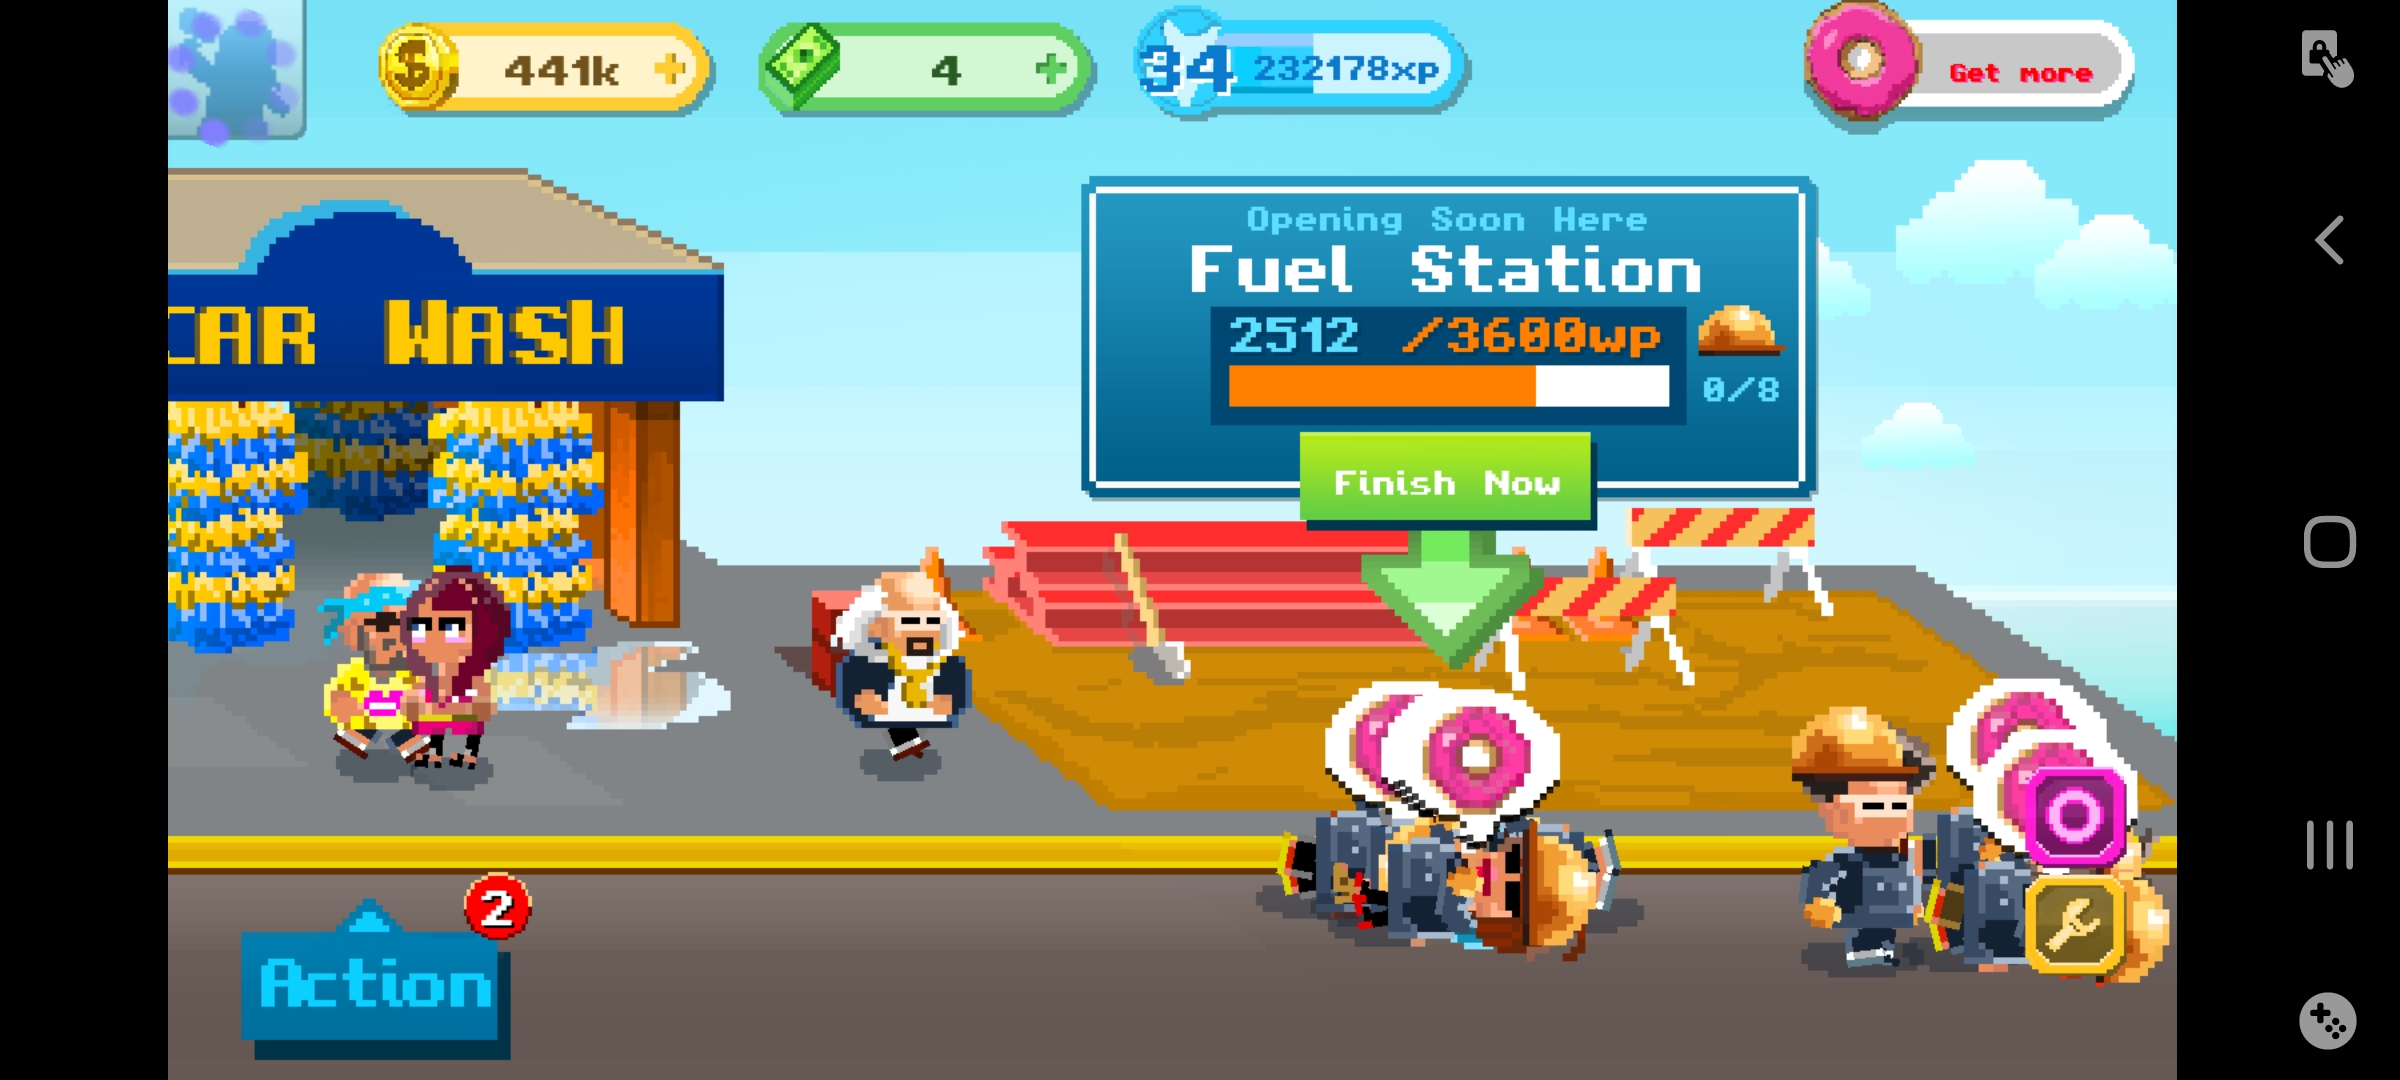 441k
4
34 232178xp
Get more
CAR WASH
Opening Soon Here
Fuel Station
2512 /3600wp
0/8
Finish Now
2
Action